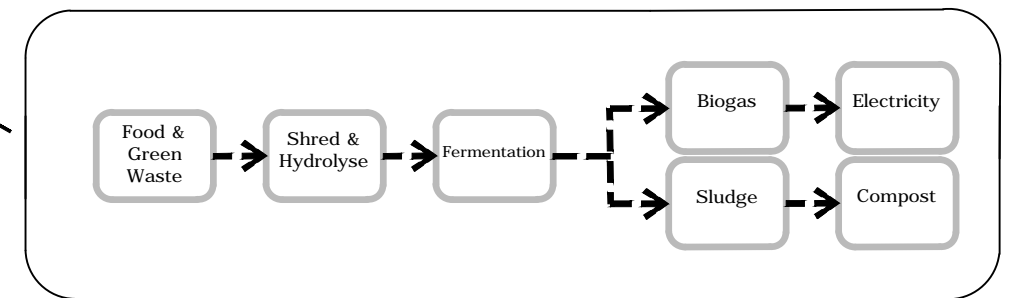 Food &
Green
Waste
Shred &
Hydrolyse
Fermentation
Biogas
Electricity
Sludge
Compost